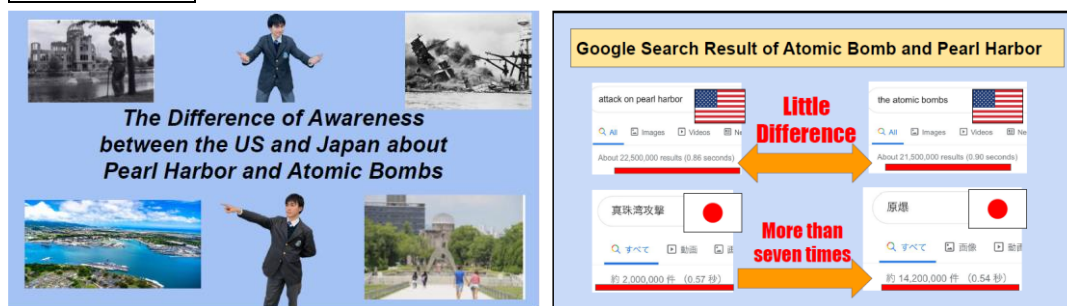 The Difference of Awareness
between the US and Japan about
Pearl Harbor and Atomic Bombs
Google Search Result of Atomic Bomb and Pearl Harbor
attack on pearl harbor
All Images Videos Ne
About 22,500,000 results (0.86 seconds)
Little
Difference
the atomic bombs
All Images Videos Ne
About 21,500,000 results (0.90 seconds)
真珠湾攻撃
すべて 動画
約 2,000,000 件 (0.57 秒)
More than
seven times
原爆
すべて 画像 動画
約 14,200,000 件 (0.54 秒)